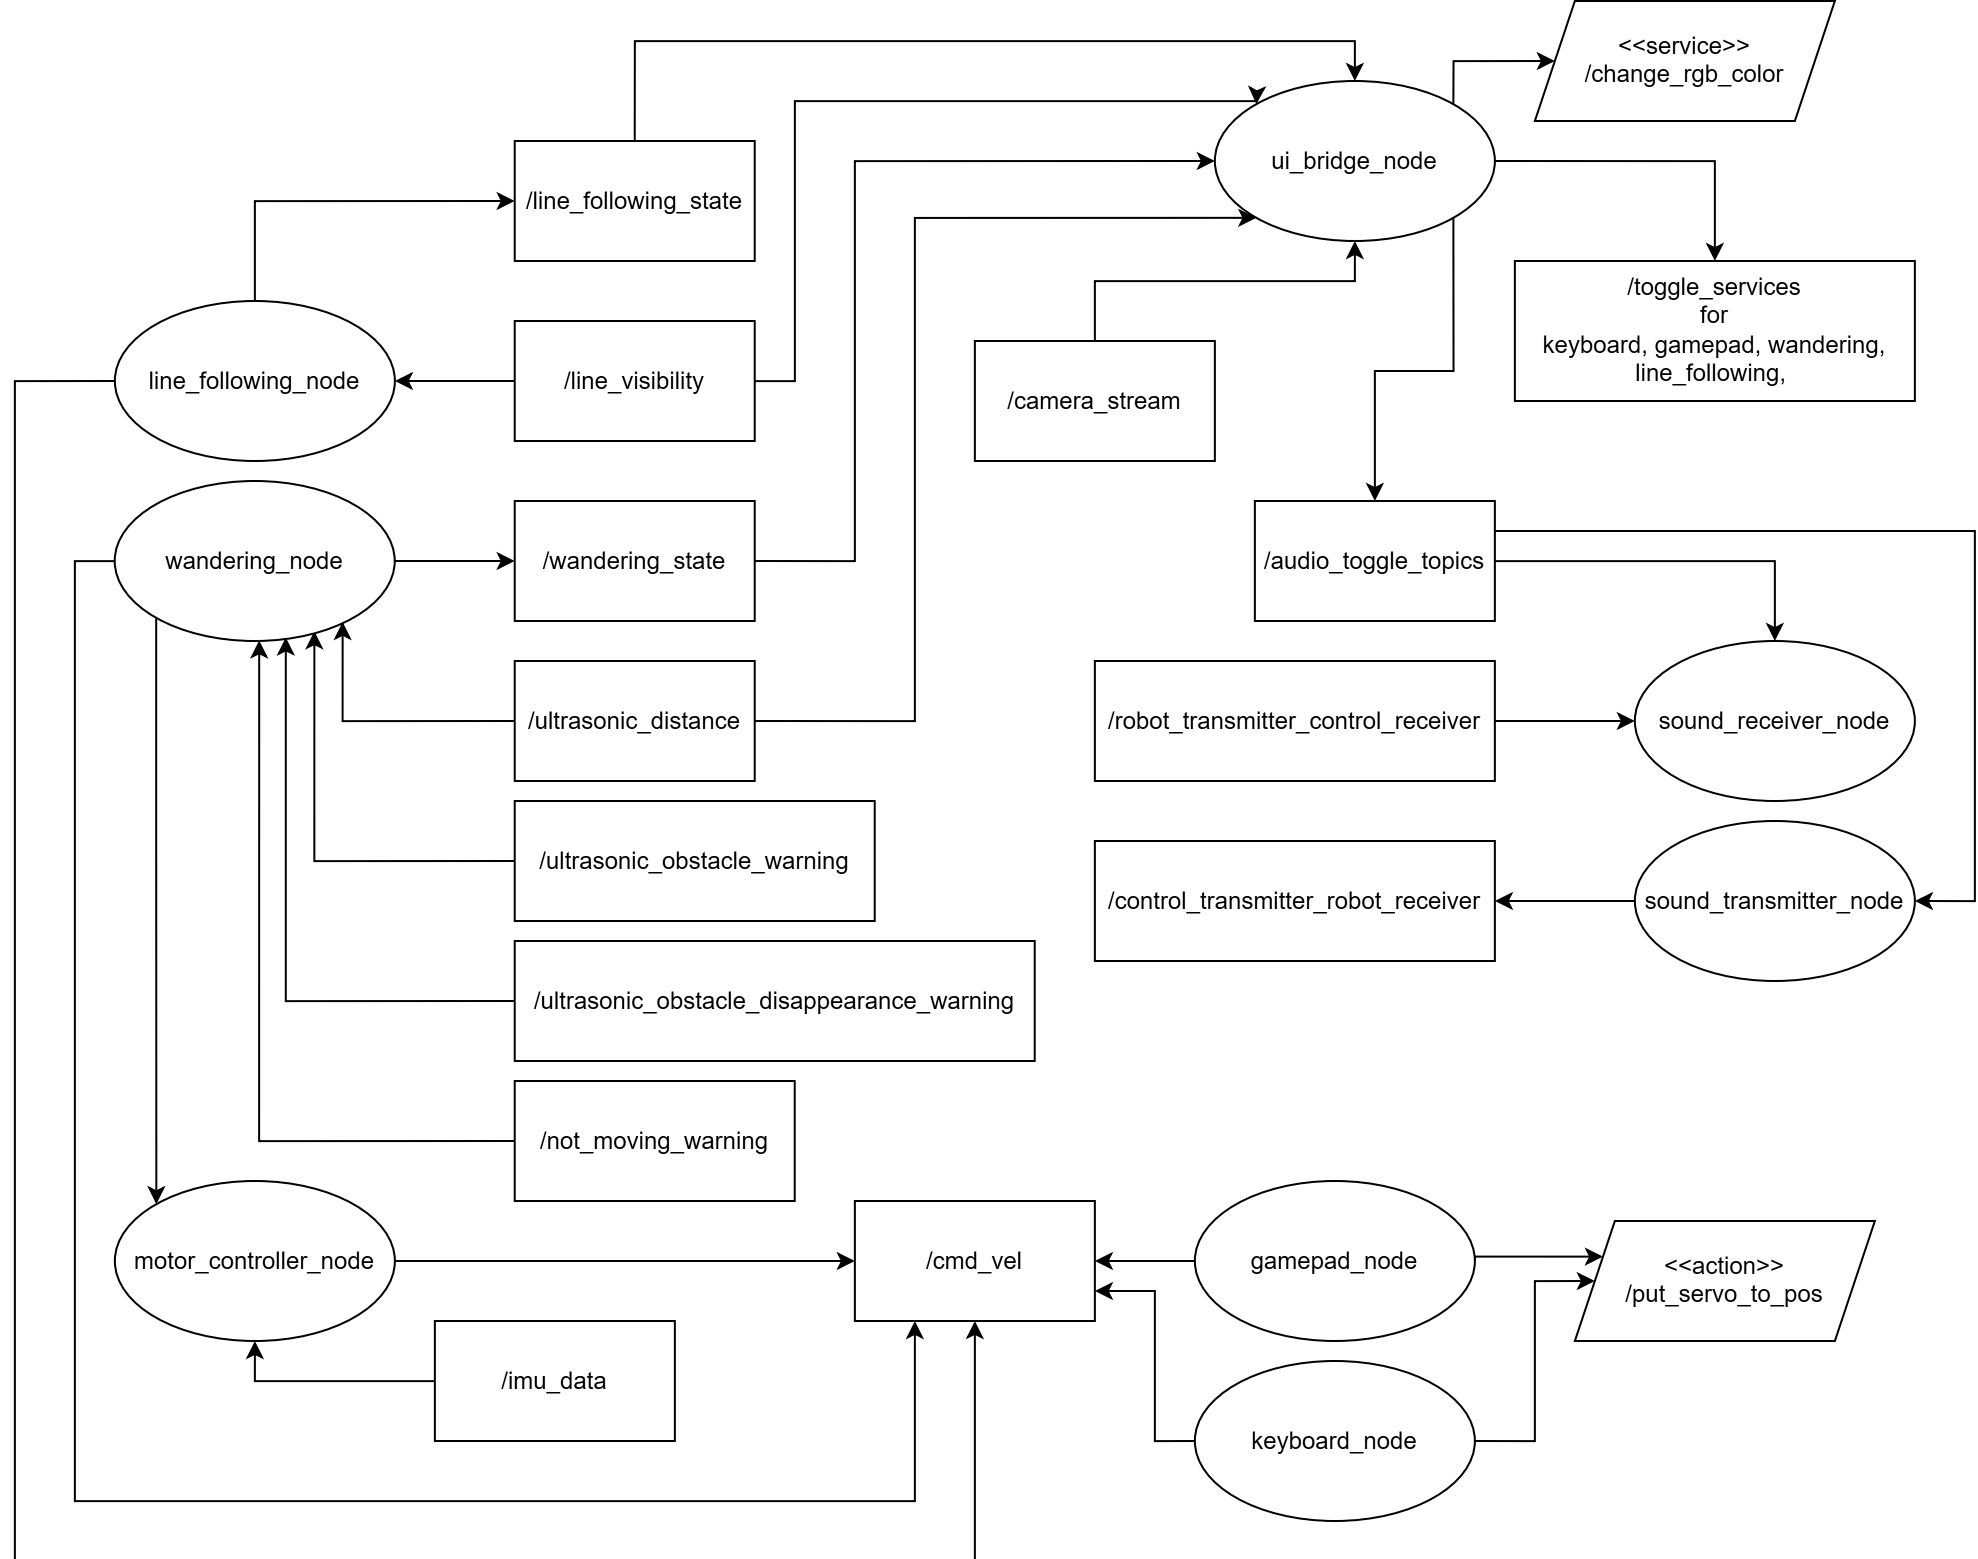 <<service>>
/change_rgb_color
ui_bridge_node
/line_following_state
/toggle_services
for
keyboard, gamepad, wandering,
line_following,
line_following_node
/line_visibility
/camera_stream
wandering_node
/wandering_state
/audio_toggle_topics
/ultrasonic_distance
/robot_transmitter_control_receiver
sound_receiver_node
/ultrasonic_obstacle_warning
/control_transmitter_robot_receiver
sound_transmitter_node
/ultrasonic_obstacle_disappearance_warning
/not_moving_warning
motor_controller_node
/cmd_vel
gamepad_node
<<action>>
/put_servo_to_pos
/imu_data
keyboard_node